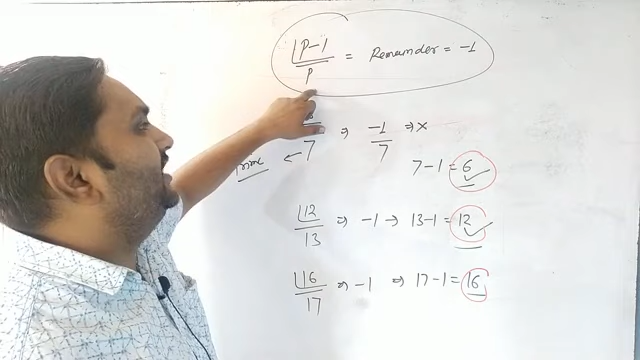 ⌊P-1 / P = Remainder = -1
7 ⇒ -1/7 ⇒ x
Prime ←
7-1 = 6 ✓
⌊12/13 ⇒ -1 → 13-1 = 12 ✓
⌊16/17 ⇒ -1 ⇒ 17-1 = 16